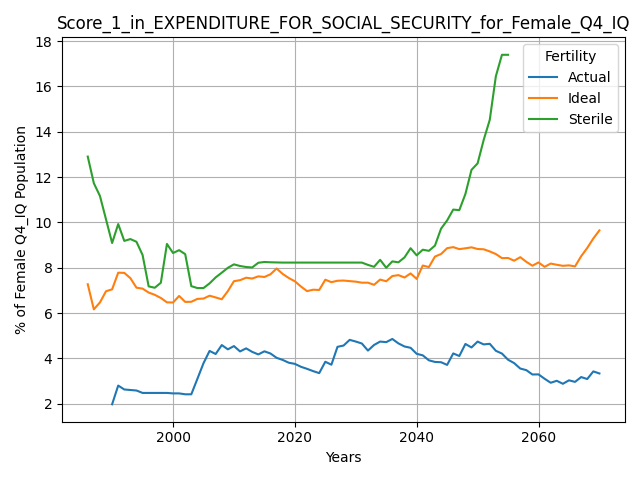 Score_1_in_EXPENDITURE_FOR_SOCIAL_SECURITY_for_Female_Q4_IQ
% of Female Q4_IQ Population
18
16
14
12
10
8
6
4
2
Fertility
Actual
Ideal
Sterile
2000
2020
2040
2060
Years